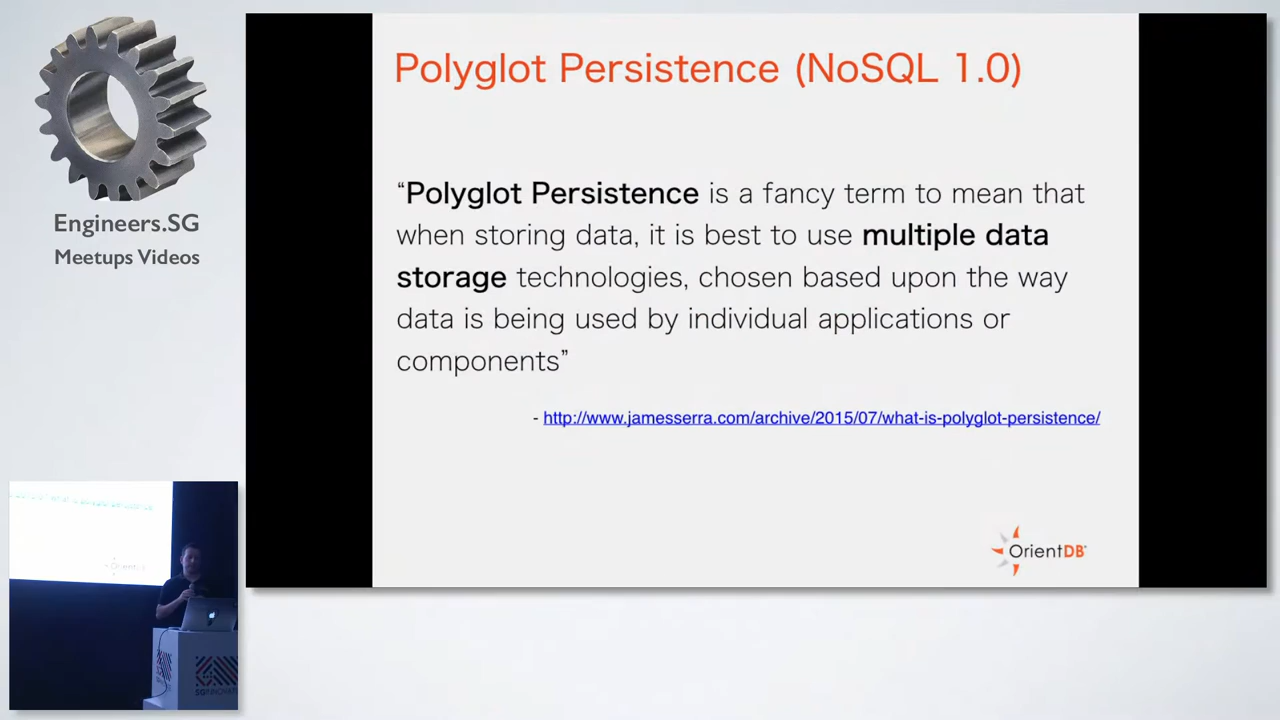 Engineers.SG
Meetups Videos
Polyglot Persistence (NoSQL 1.0)
“Polyglot Persistence is a fancy term to mean that
when storing data, it is best to use multiple data
storage technologies, chosen based upon the way
data is being used by individual applications or
components”
- http://www.jamesserra.com/archive/2015/07/what-is-polyglot-persistence/
OrientDB
OrientDB
SGINNOVATE